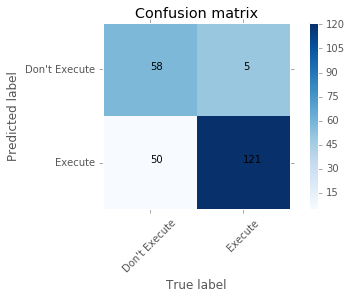 Confusion matrix
Predicted label
Don't Execute
58
5
Execute
50
121
Don't Execute
Execute
True label
120
105
90
75
60
45
30
15